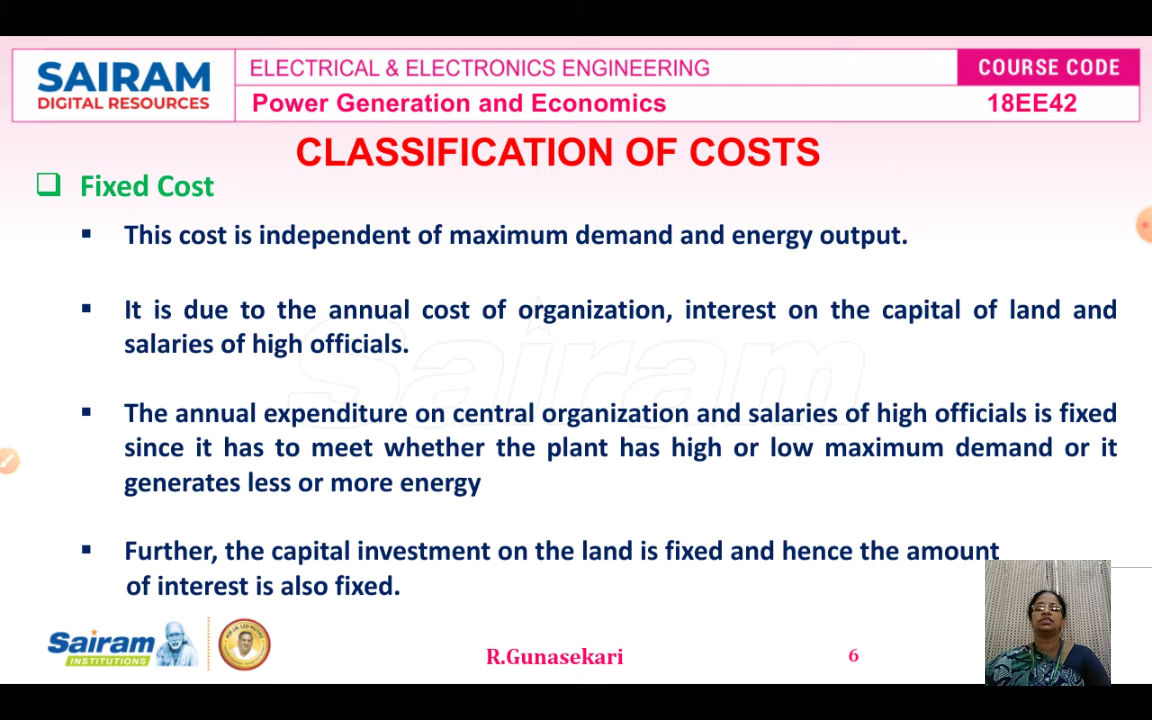 SAIRAM
DIGITAL RESOURCES
ELECTRICAL & ELECTRONICS ENGINEERING
COURSE CODE
Power Generation and Economics
18EE42
CLASSIFICATION OF COSTS
Fixed Cost
This cost is independent of maximum demand and energy output.
It is due to the annual cost of organization, interest on the capital of land and
salaries of high officials.
The annual expenditure on central organization and salaries of high officials is fixed
since it has to meet whether the plant has high or low maximum demand or it
generates less or more energy
Further, the capital investment on the land is fixed and hence the amount
of interest is also fixed.
Sairam
Sairam
INSTITUTIONS
R.Gunasekari
6